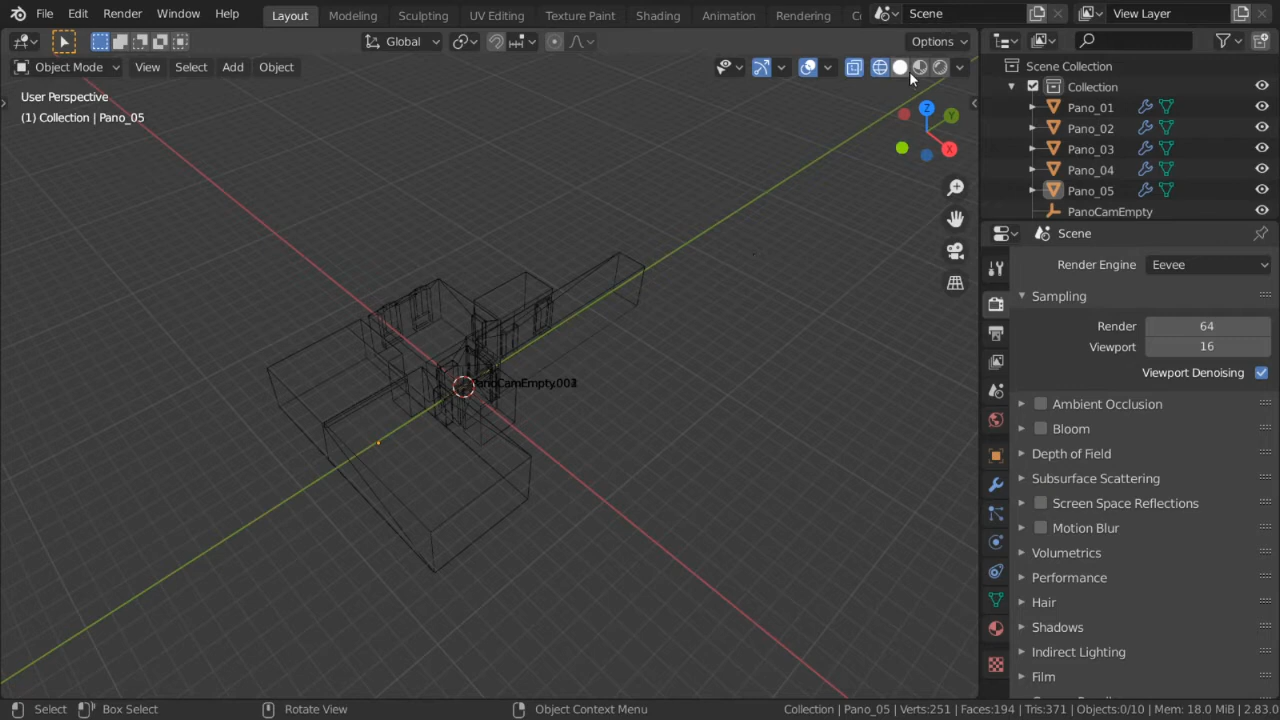 File Edit Render Window Help Layout Modeling Sculpting UV Editing Texture Paint Shading Animation Rendering Scene View Layer
Global Options
Object Mode View Select Add Object
User Perspective
(1) Collection | Pano_05
Z
Y
X
Scene Collection
Collection
Pano_01
Pano_02
Pano_03
Pano_04
Pano_05
PanoCamEmpty
Scene
Render Engine Eevee
Sampling
Render 64
Viewport 16
Viewport Denoising
Ambient Occlusion
Bloom
Depth of Field
Subsurface Scattering
Screen Space Reflections
Motion Blur
Volumetrics
Performance
Hair
Shadows
Indirect Lighting
Film
Select Box Select Rotate View Object Context Menu Collection | Pano_05 | Verts:251 | Faces:194 | Tris:371 | Objects:0/10 | Mem: 18.0 MiB | 2.83.0